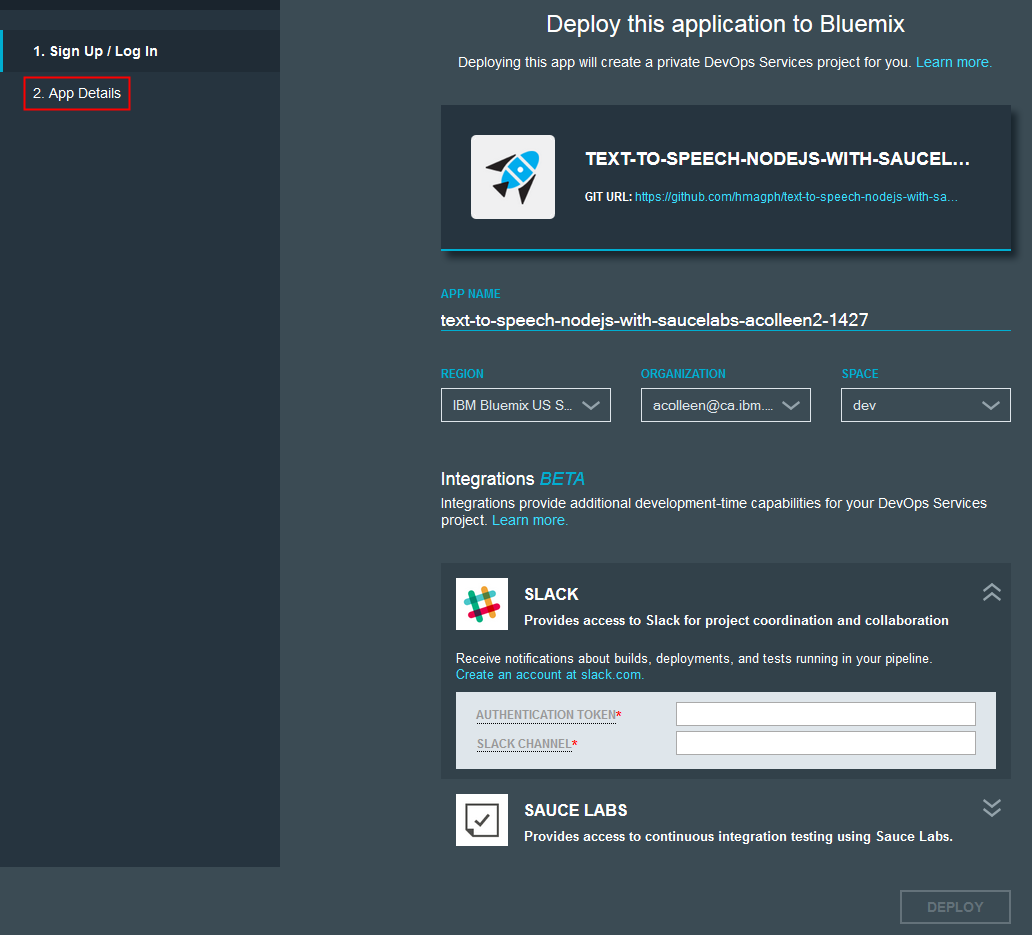 1. Sign Up / Log In
2. App Details
Deploy this application to Bluemix
Deploying this app will create a private DevOps Services project for you. Learn more.
TEXT-TO-SPEECH-NODEJS-WITH-SAUCEL...
GIT URL: https://github.com/hmagph/text-to-speech-nodejs-with-sa...
APP NAME
text-to-speech-nodejs-with-saucelabs-acolleen2-1427
REGION ORGANIZATION SPACE
IBM Bluemix US S... acolleen@ca.ibm.... dev
Integrations BETA
Integrations provide additional development-time capabilities for your DevOps Services
project. Learn more.
SLACK
Provides access to Slack for project coordination and collaboration
Receive notifications about builds, deployments, and tests running in your pipeline.
Create an account at slack.com.
AUTHENTICATION TOKEN*
SLACK CHANNEL*
SAUCE LABS
Provides access to continuous integration testing using Sauce Labs.
DEPLOY